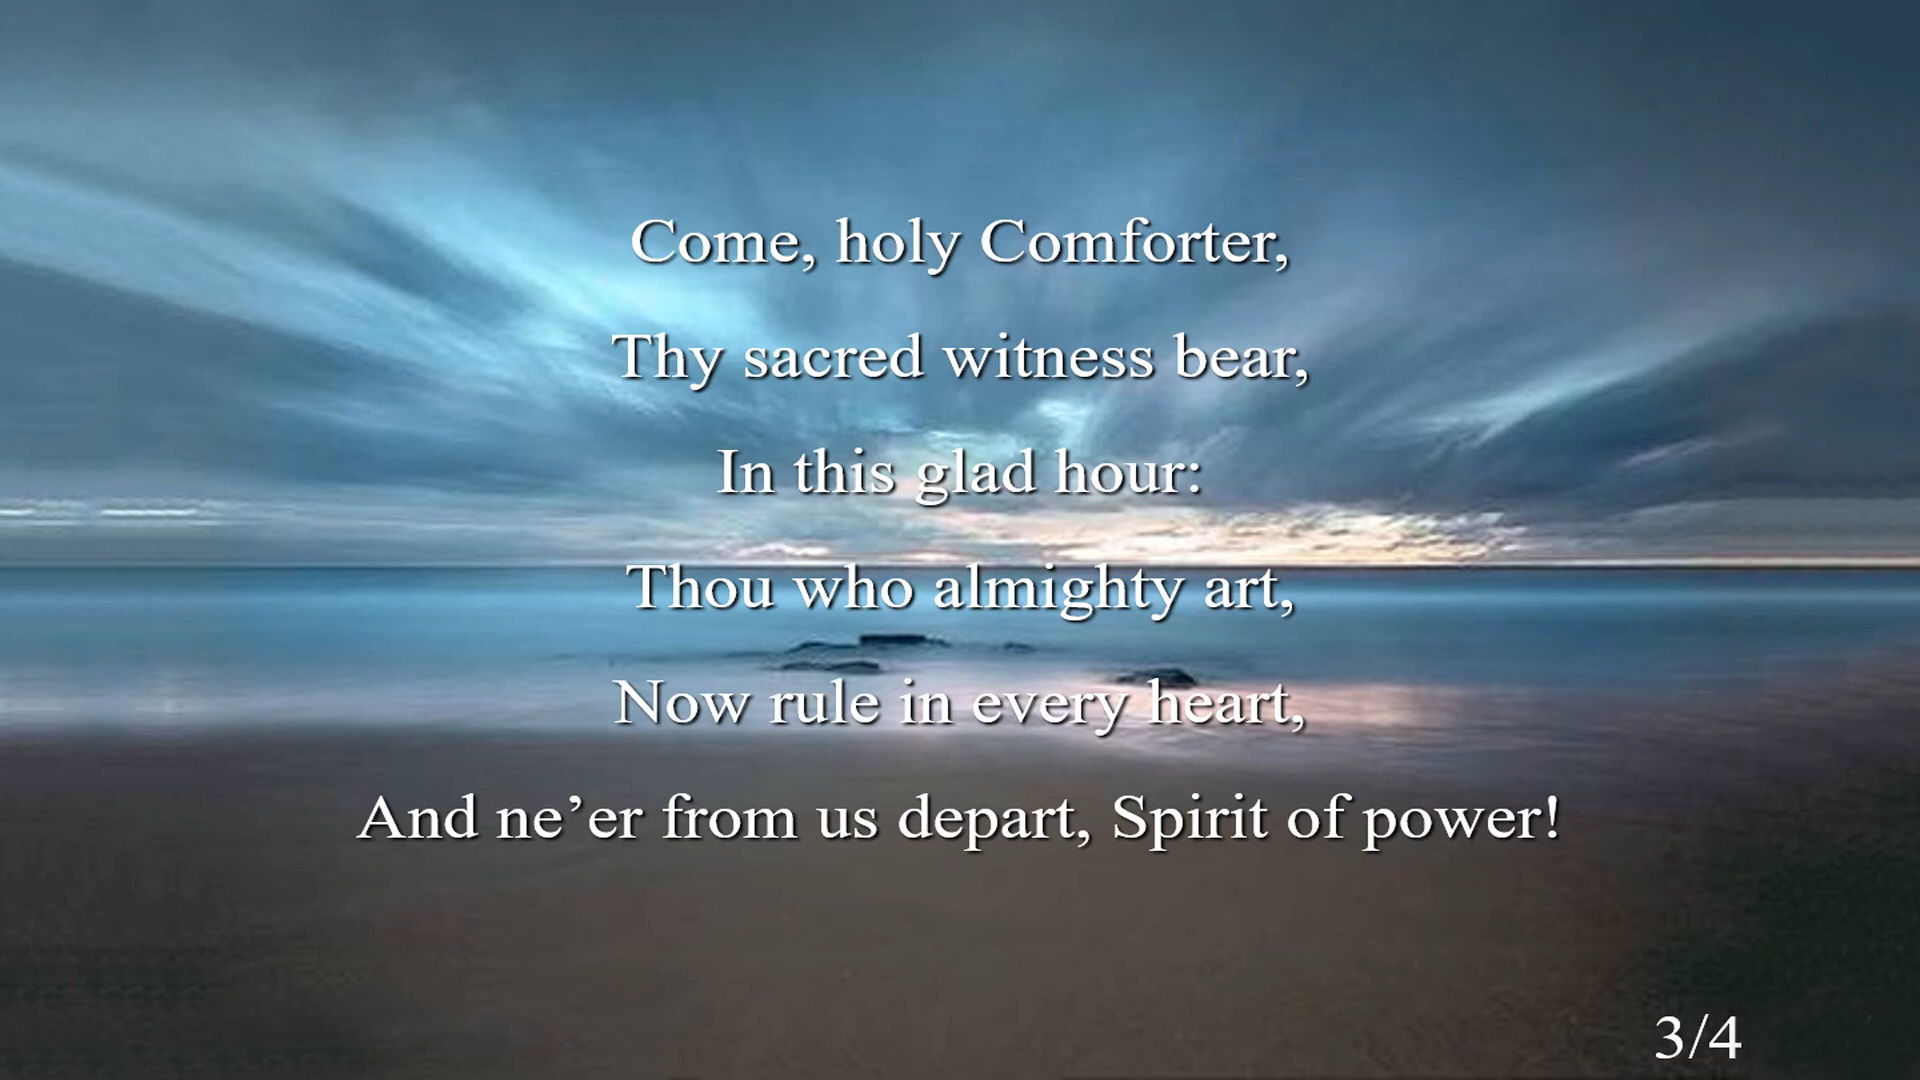 Come, holy Comforter,
Thy sacred witness bear,
In this glad hour:
Thou who almighty art,
Now rule in every heart,
And ne’er from us depart, Spirit of power!
3/4